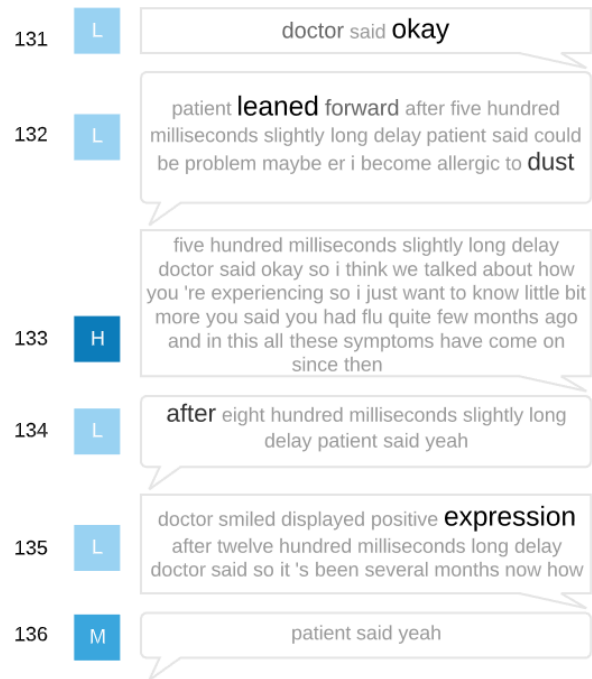 131 L doctor said okay
patient leaned forward after five hundred
132 L milliseconds slightly long delay patient said could
be problem maybe er i become allergic to dust
five hundred milliseconds slightly long delay
doctor said okay so i think we talked about how
you 're experiencing so i just want to know little bit
133 H more you said you had flu quite few months ago
and in this all these symptoms have come on
since then
134 L after eight hundred milliseconds slightly long
delay patient said yeah
doctor smiled displayed positive expression
135 L after twelve hundred milliseconds long delay
doctor said so it 's been several months now how
136 M patient said yeah